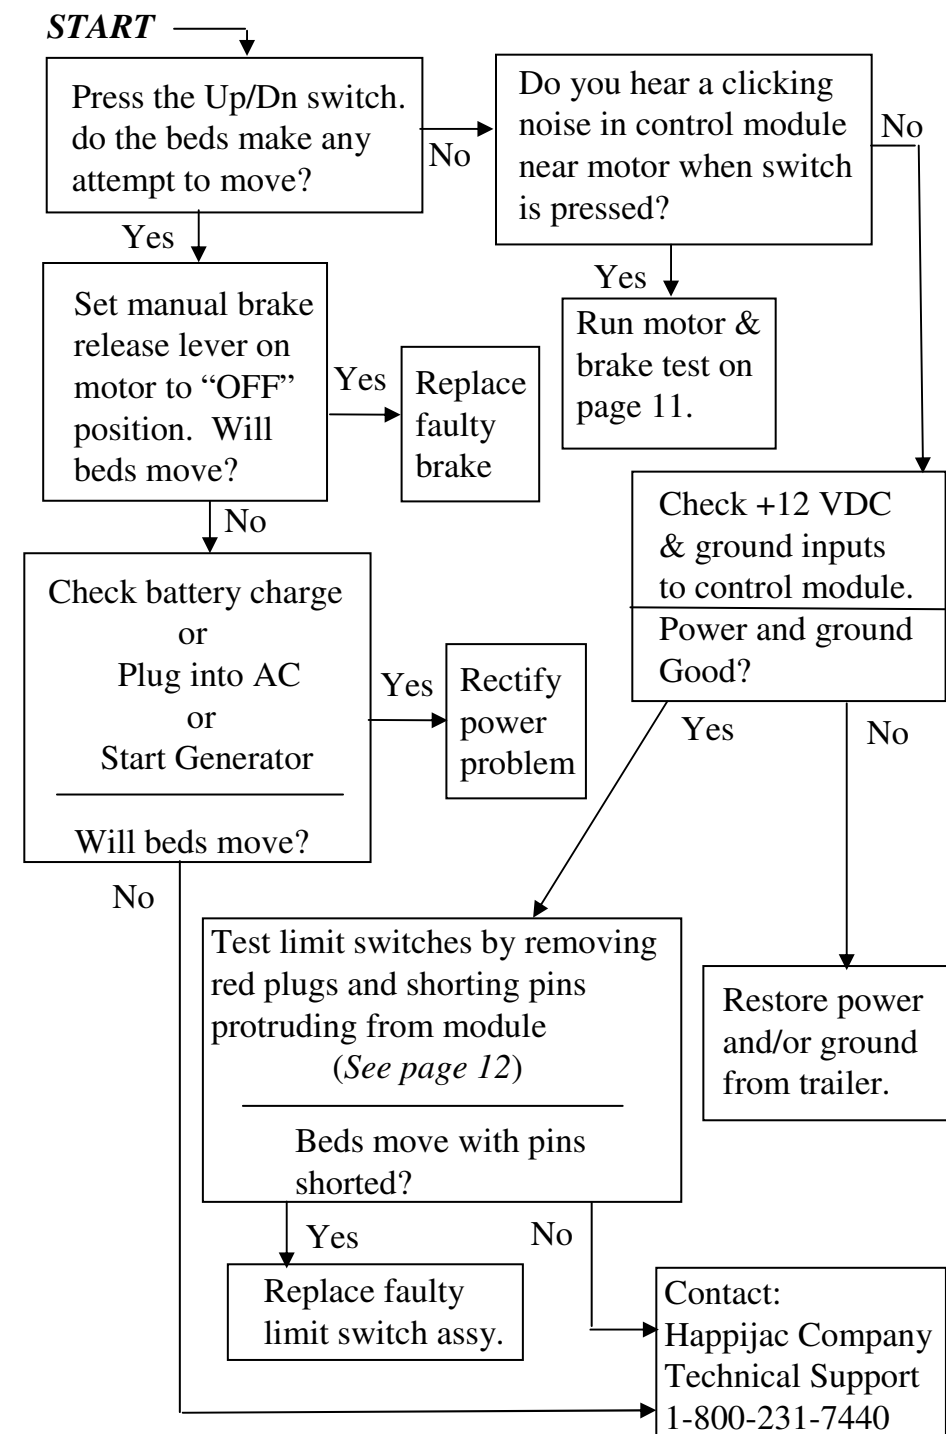 START
Press the Up/Dn switch.
do the beds make any
attempt to move?
No
Do you hear a clicking
noise in control module
near motor when switch
is pressed?
No
Yes
Set manual brake
release lever on
motor to “OFF”
position. Will
beds move?
Yes
Replace
faulty
brake
Yes
Run motor &
brake test on
page 11.
No
Check battery charge
or
Plug into AC
or
Start Generator
Will beds move?
Yes
Rectify
power
problem
Check +12 VDC
& ground inputs
to control module.
Power and ground
Good?
Yes
No
No
Test limit switches by removing
red plugs and shorting pins
protruding from module
(See page 12)
Beds move with pins
shorted?
Restore power
and/or ground
from trailer.
Yes
No
Replace faulty
limit switch assy.
Contact:
Happijac Company
Technical Support
1-800-231-7440